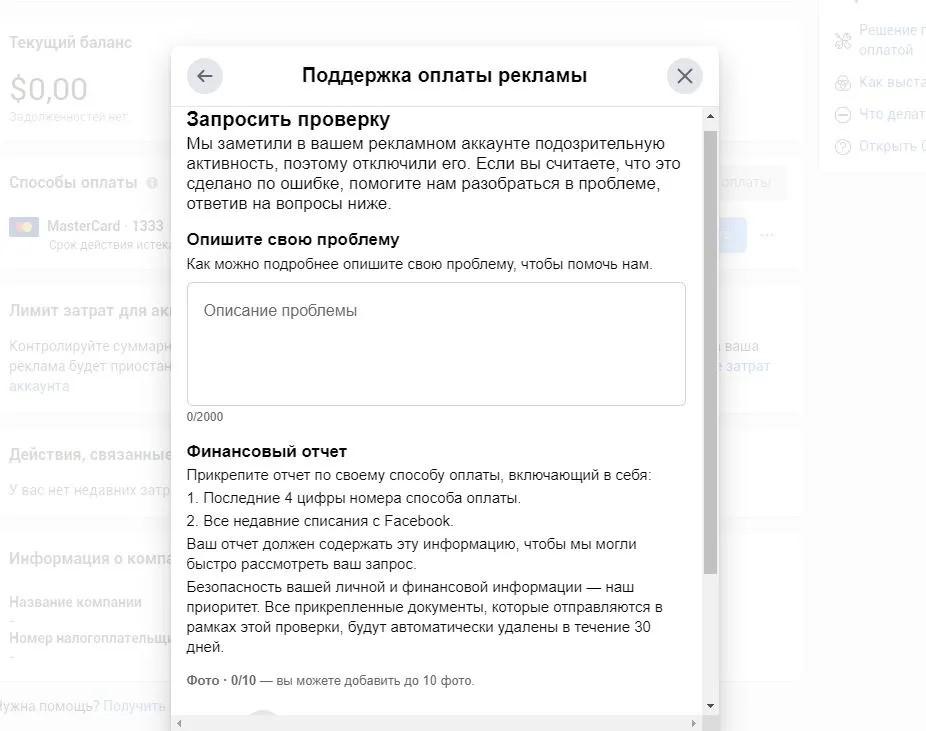 Текущий баланс
$0,00
Задолженностей нет.
Способы оплаты
MasterCard · 1333
Срок действия истека
Лимит затрат для ак
Контролируйте суммарн
реклама будет приостан
аккаунта
Действия, связанные
У вас нет недавних затр
Информация о компа
Название компании
-
Номер налогоплательщи
-
Нужна помощь? Получить
Поддержка оплаты рекламы
Запросить проверку
Мы заметили в вашем рекламном аккаунте подозрительную
активность, поэтому отключили его. Если вы считаете, что это
сделано по ошибке, помогите нам разобраться в проблеме,
ответив на вопросы ниже.
Опишите свою проблему
Как можно подробнее опишите свою проблему, чтобы помочь нам.
Описание проблемы
0/2000
Финансовый отчет
Прикрепите отчет по своему способу оплаты, включающий в себя:
1. Последние 4 цифры номера способа оплаты.
2. Все недавние списания с Facebook.
Ваш отчет должен содержать эту информацию, чтобы мы могли
быстро рассмотреть ваш запрос.
Безопасность вашей личной и финансовой информации — наш
приоритет. Все прикрепленные документы, которые отправляются в
рамках этой проверки, будут автоматически удалены в течение 30
дней.
Фото · 0/10 — вы можете добавить до 10 фото.
оплаты
ваша
затрат
Решение
оплатой
Как выста
Что делат
Открыть